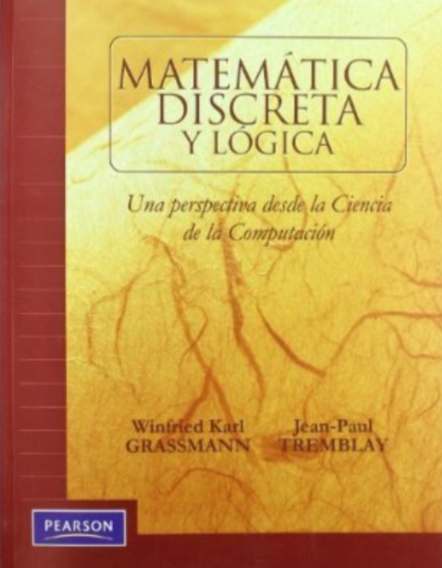 MATEMÁTICA
DISCRETA
Y LÓGICA
Una perspectiva desde la Ciencia
de la Computación
Winfried Karl
GRASSMANN
Jean-Paul
TREMBLAY
PEARSON